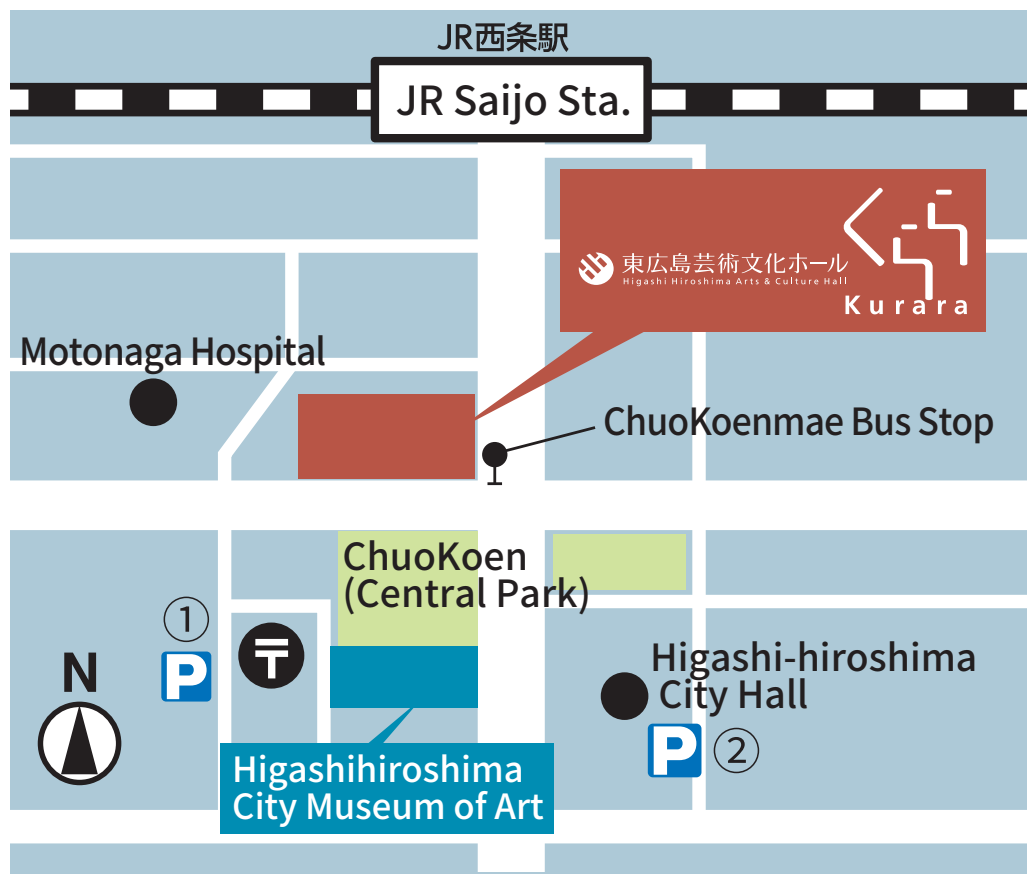 JR西条駅
JR Saijo Sta.
くらら
東広島芸術文化ホール
Higashi Hiroshima Arts & Culture Hall
Kurara
Motonaga Hospital
ChuoKoenmae Bus Stop
ChuoKoen
(Central Park)
①
P
〒
N
Higashi-hiroshima
City Hall
P ②
Higashihiroshima
City Museum of Art